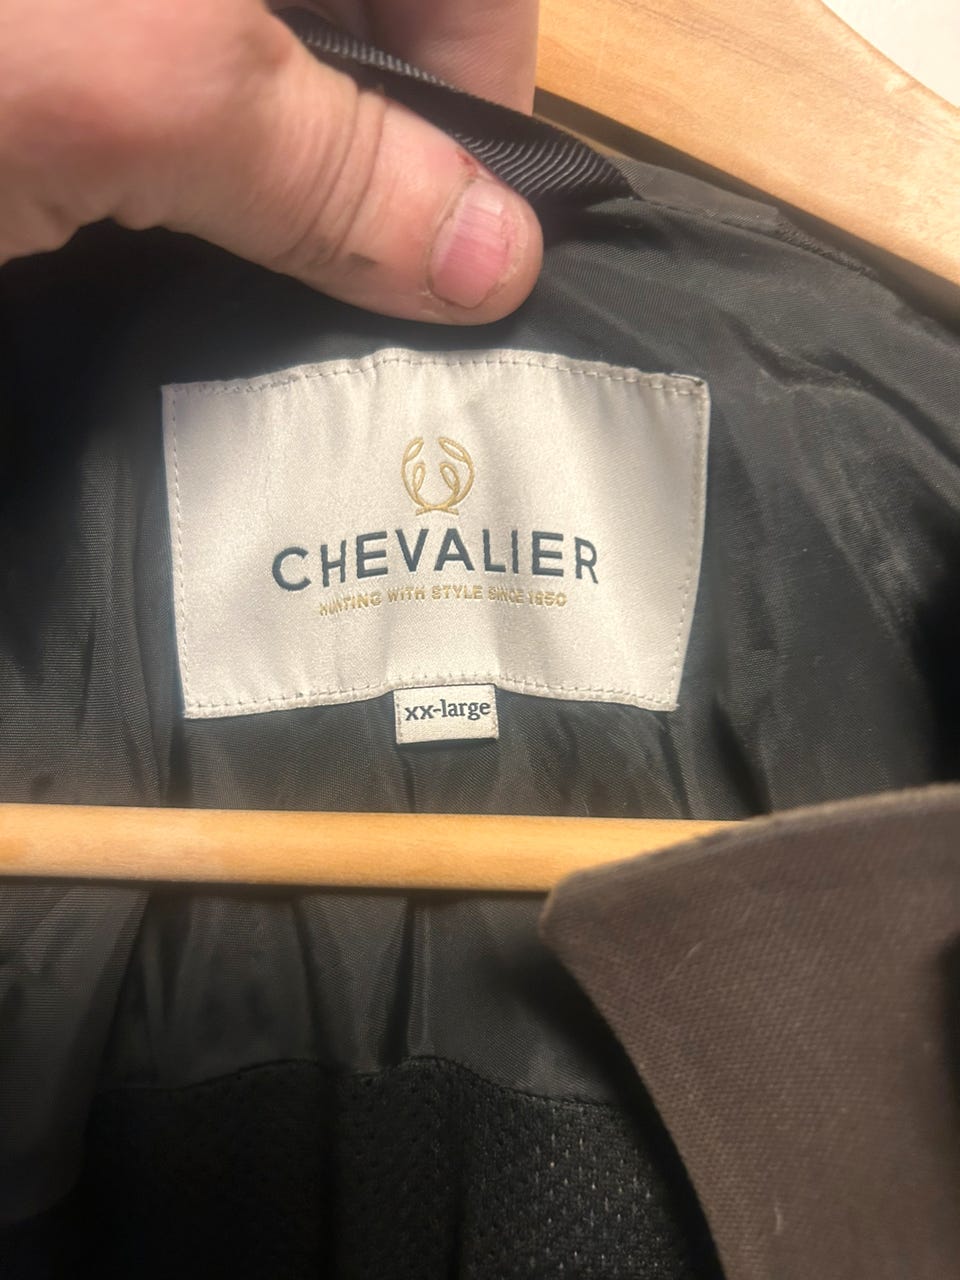 CHEVALIER
HUNTING WITH STYLE SINCE 1950
xx-large